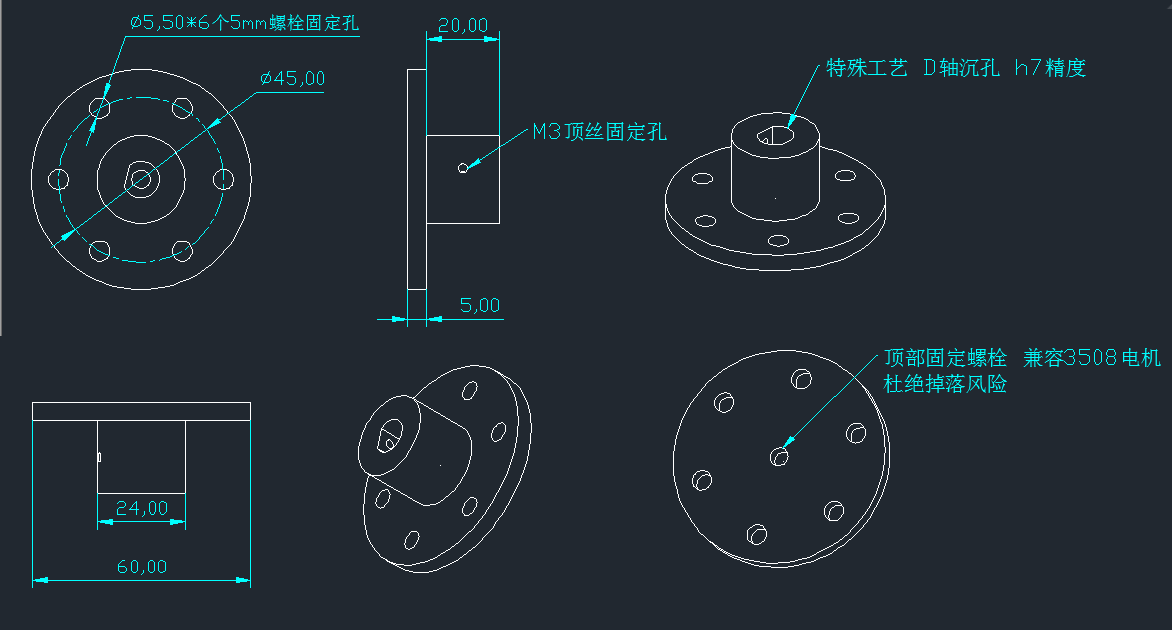 Ø5,50*6个5mm螺栓固定孔
Ø45,00
20,00
M3顶丝固定孔
5,00
特殊工艺 D轴沉孔 h7精度
24,00
60,00
顶部固定螺栓 兼容3508电机
杜绝掉落风险